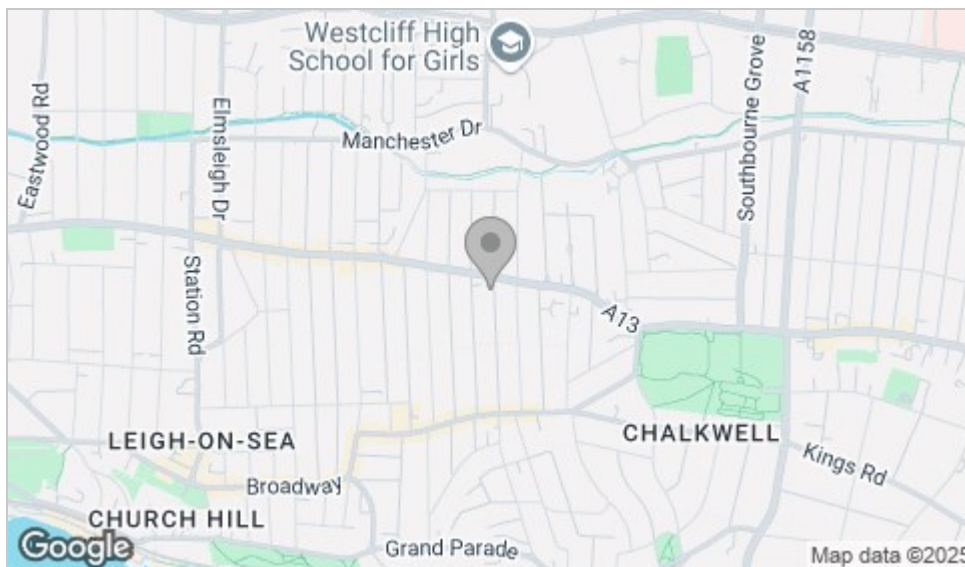 Westcliff High
School for Girls
A1158
Southbourne Grove
Elmsleigh Dr
Eastwood Rd
Manchester Dr
Station Rd
A13
LEIGH-ON-SEA
CHALKWELL
Kings Rd
Broadway
CHURCH HILL
Grand Parade
Google
Map data ©2025